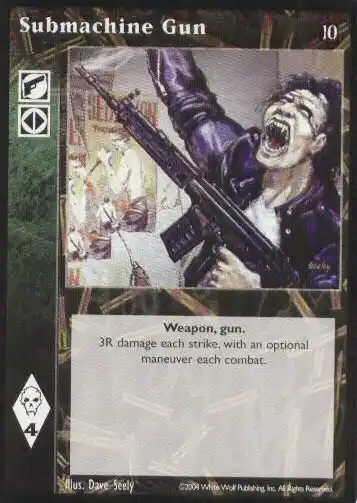 Submachine Gun
10
Seeley
Weapon, gun.
3R damage each strike, with an optional
maneuver each combat.
4
Illus. Dave Seely
©2004 White Wolf Publishing, Inc. All Rights Reserved.